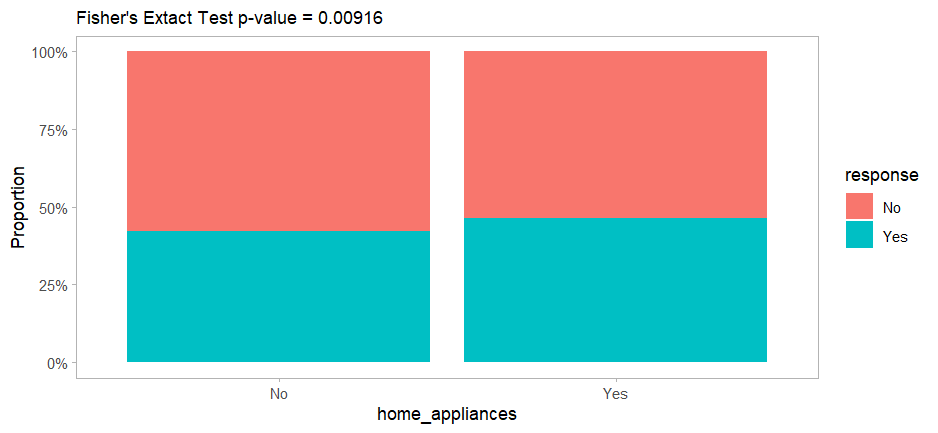 Fisher's Extact Test p-value = 0.00916
100%
75%
50%
25%
0%
Proportion
No
Yes
home_appliances
response
No
Yes